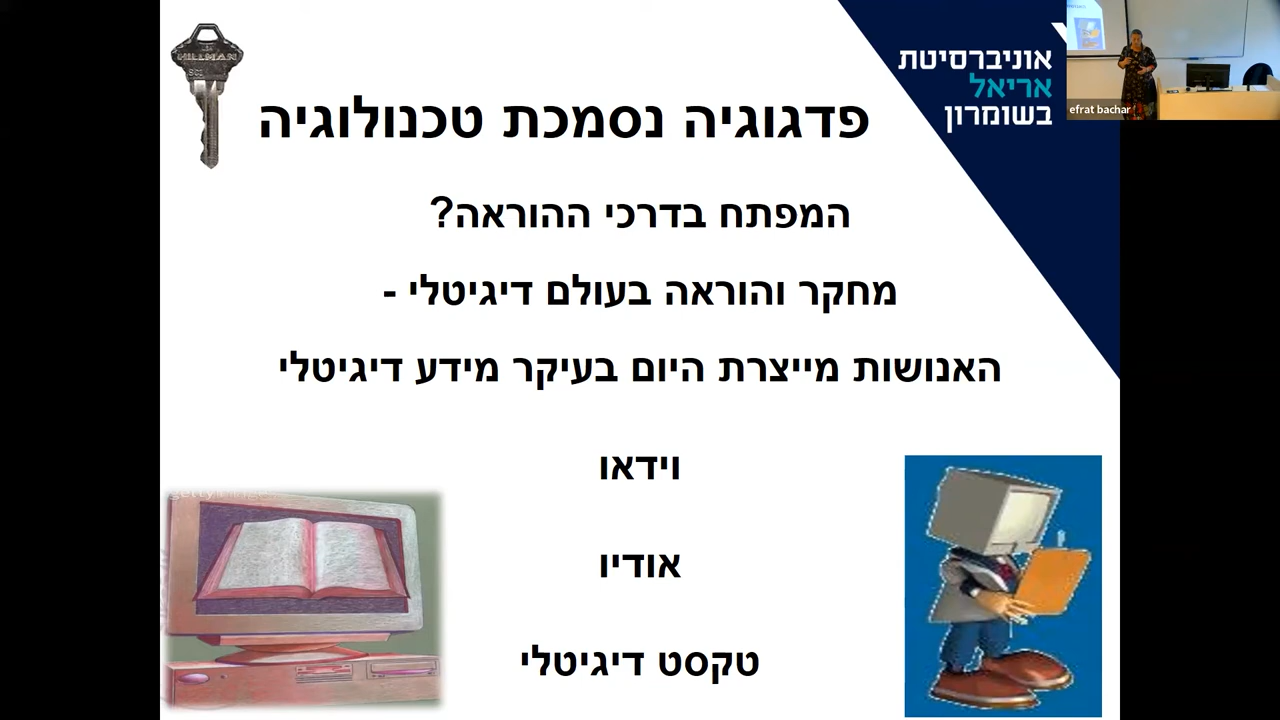 פדגוגיה נסמכת טכנולוגיה
המפתח בדרכי ההוראה?
מחקר והוראה בעולם דיגיטלי -
האנושות מייצרת היום בעיקר מידע דיגיטלי
וידאו
אודיו
טקסט דיגיטלי
אוניברסיטת
אריאל
בשומרון
efrat bachar
HILLMAN